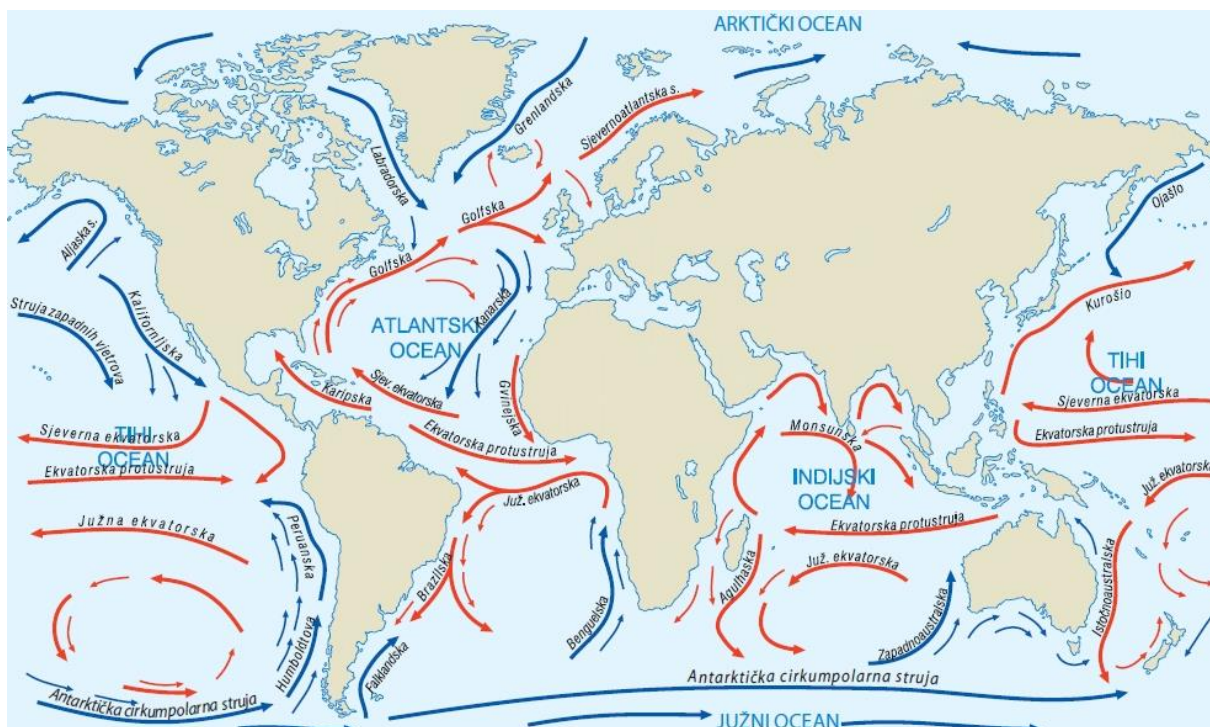 ARKTIČKI OCEAN
Grenlandska
Sjevernoatlantska s.
Labradorska
Ojašlo
Aljaska s.
Golfska
Golfska
Kalifornijska
Kurošio
Struja zapadnih vjetrova
ATLANTSKI
OCEAN
Kanarska
TIHI
OCEAN
Sjev. ekvatorska
Karipska
Gvinejska
Sjeverna ekvatorska
Sjeverna ekvatorska
TIHI
OCEAN
Ekvatorska protustruja
Monsunska
Ekvatorska protustruja
Ekvatorska protustruja
INDIJSKI
OCEAN
Juž. ekvatorska
Juž. ekvatorska
Južna ekvatorska
Peruanska
Ekvatorska protustruja
Juž. ekvatorska
Brazilska
Agulhaska
Istočnoaustralska
Benguelska
Zapadnoaustralska
Humboldtova
Falklandska
Antarktička cirkumpolarna struja
Antarktička cirkumpolarna struja
JUŽNI OCEAN